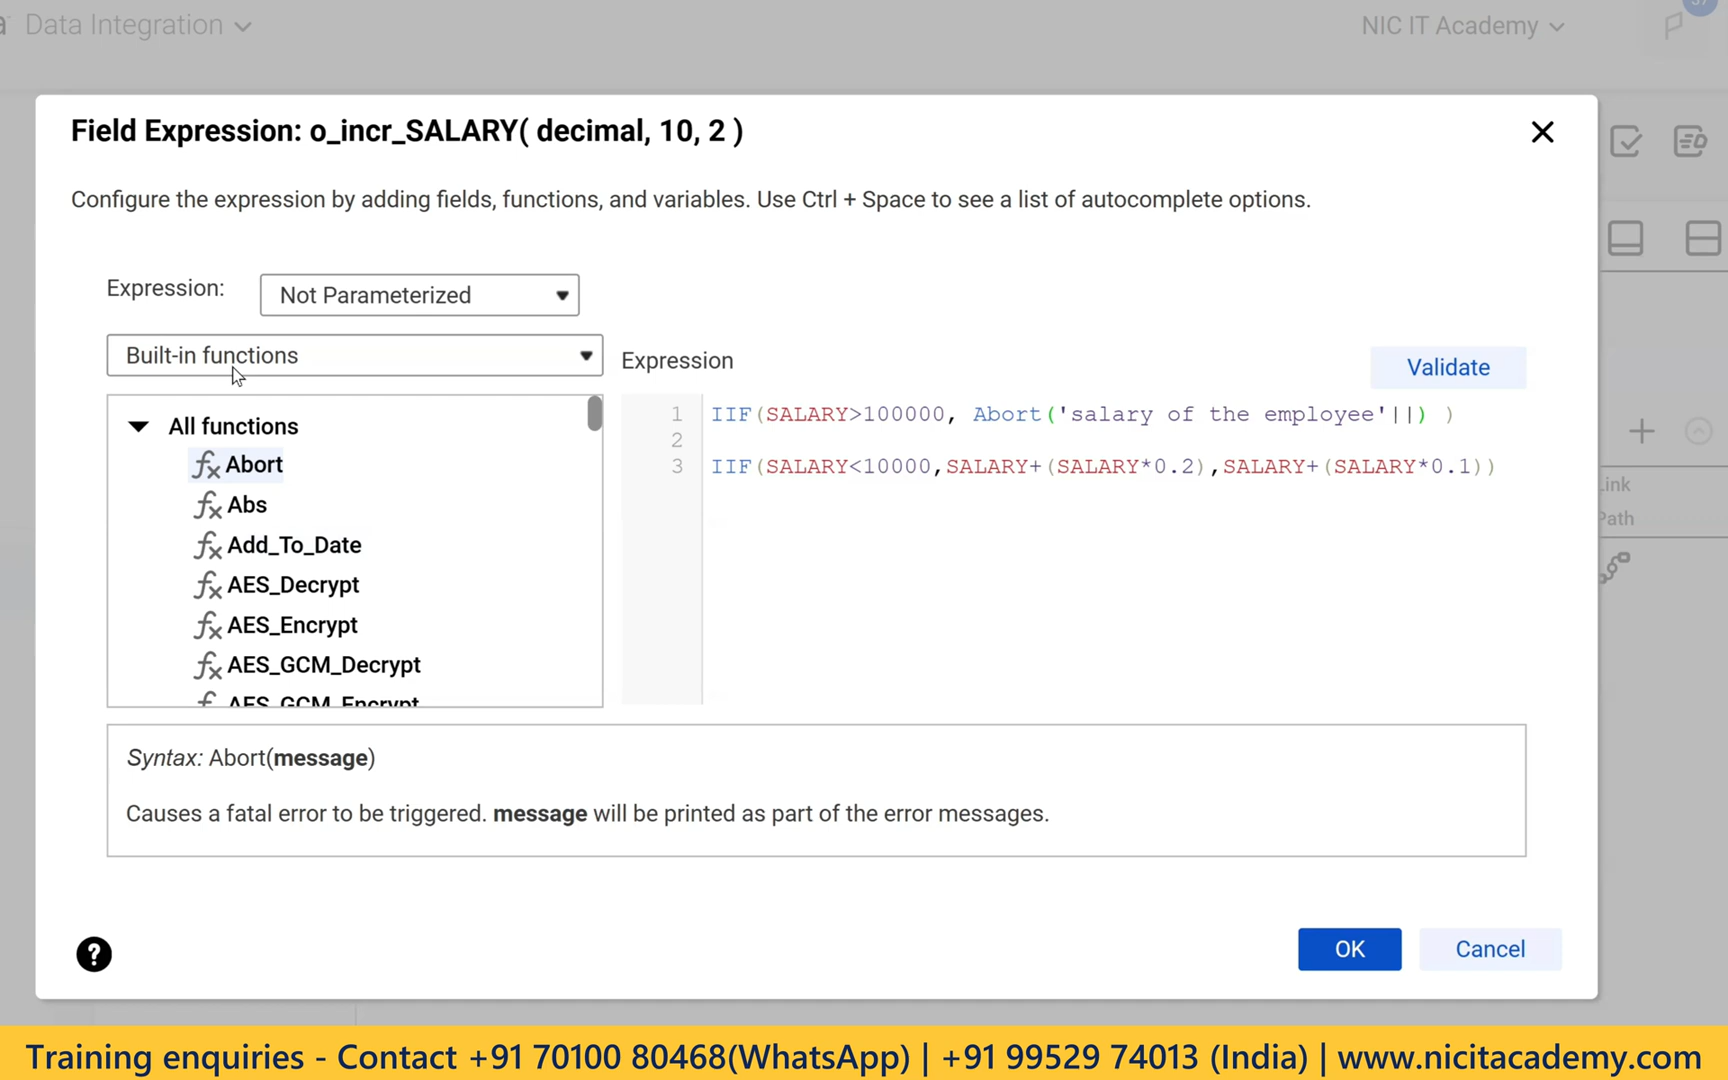 Data Integration
NIC IT Academy
Field Expression: o_incr_SALARY( decimal, 10, 2 )
Configure the expression by adding fields, functions, and variables. Use Ctrl + Space to see a list of autocomplete options.
Expression: Not Parameterized
Built-in functions
Expression
Validate
All functions
Abort
Abs
Add_To_Date
AES_Decrypt
AES_Encrypt
AES_GCM_Decrypt
AES_GCM_Encrypt
1 IIF(SALARY>100000, Abort('salary of the employee'||) )
2
3 IIF(SALARY<10000,SALARY+(SALARY*0.2),SALARY+(SALARY*0.1))
Link
Path
Syntax: Abort(message)
Causes a fatal error to be triggered. message will be printed as part of the error messages.
?
OK
Cancel
Training enquiries - Contact +91 70100 80468(WhatsApp) | +91 99529 74013 (India) | www.nicitacademy.com